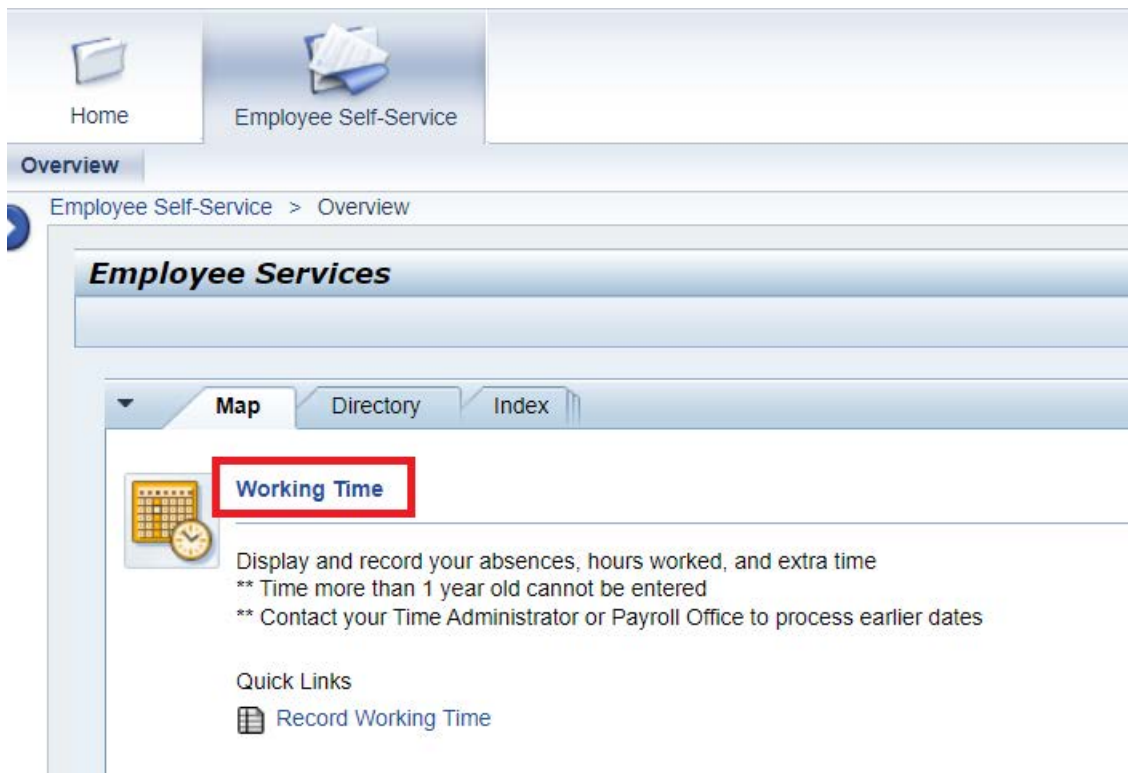 Home
Employee Self-Service
Overview
Employee Self-Service > Overview
Employee Services
Map
Directory
Index
Working Time
Display and record your absences, hours worked, and extra time
** Time more than 1 year old cannot be entered
** Contact your Time Administrator or Payroll Office to process earlier dates
Quick Links
Record Working Time